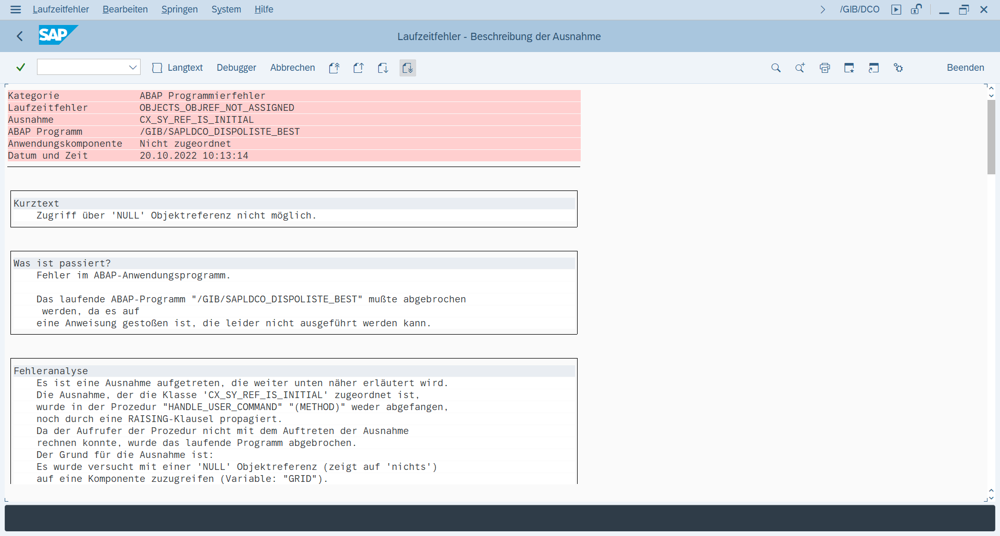 Laufzeitfehler Bearbeiten Springen System Hilfe /GIB/DCO
SAP Laufzeitfehler - Beschreibung der Ausnahme
Langtext Debugger Abbrechen Beenden
Kategorie ABAP Programmierfehler
Laufzeitfehler OBJECTS_OBJREF_NOT_ASSIGNED
Ausnahme CX_SY_REF_IS_INITIAL
ABAP Programm /GIB/SAPLDCO_DISPOLISTE_BEST
Anwendungskomponente Nicht zugeordnet
Datum und Zeit 20.10.2022 10:13:14
Kurztext
Zugriff über 'NULL' Objektreferenz nicht möglich.
Was ist passiert?
Fehler im ABAP-Anwendungsprogramm.
Das laufende ABAP-Programm "/GIB/SAPLDCO_DISPOLISTE_BEST" mußte abgebrochen
werden, da es auf
eine Anweisung gestoßen ist, die leider nicht ausgeführt werden kann.
Fehleranalyse
Es ist eine Ausnahme aufgetreten, die weiter unten näher erläutert wird.
Die Ausnahme, der die Klasse 'CX_SY_REF_IS_INITIAL' zugeordnet ist,
wurde in der Prozedur "HANDLE_USER_COMMAND" "(METHOD)" weder abgefangen,
noch durch eine RAISING-Klausel propagiert.
Da der Aufrufer der Prozedur nicht mit dem Auftreten der Ausnahme
rechnen konnte, wurde das laufende Programm abgebrochen.
Der Grund für die Ausnahme ist:
Es wurde versucht mit einer 'NULL' Objektreferenz (zeigt auf 'nichts')
auf eine Komponente zuzugreifen (Variable: "GRID").